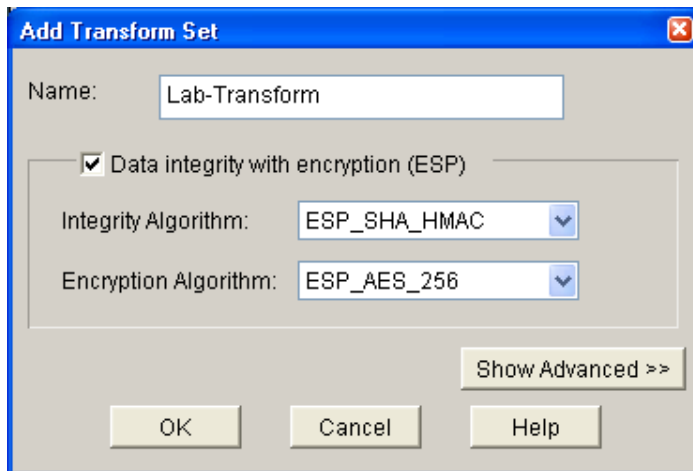 Add Transform Set
Name: Lab-Transform
Data integrity with encryption (ESP)
Integrity Algorithm: ESP_SHA_HMAC
Encryption Algorithm: ESP_AES_256
Show Advanced >>
OK Cancel Help